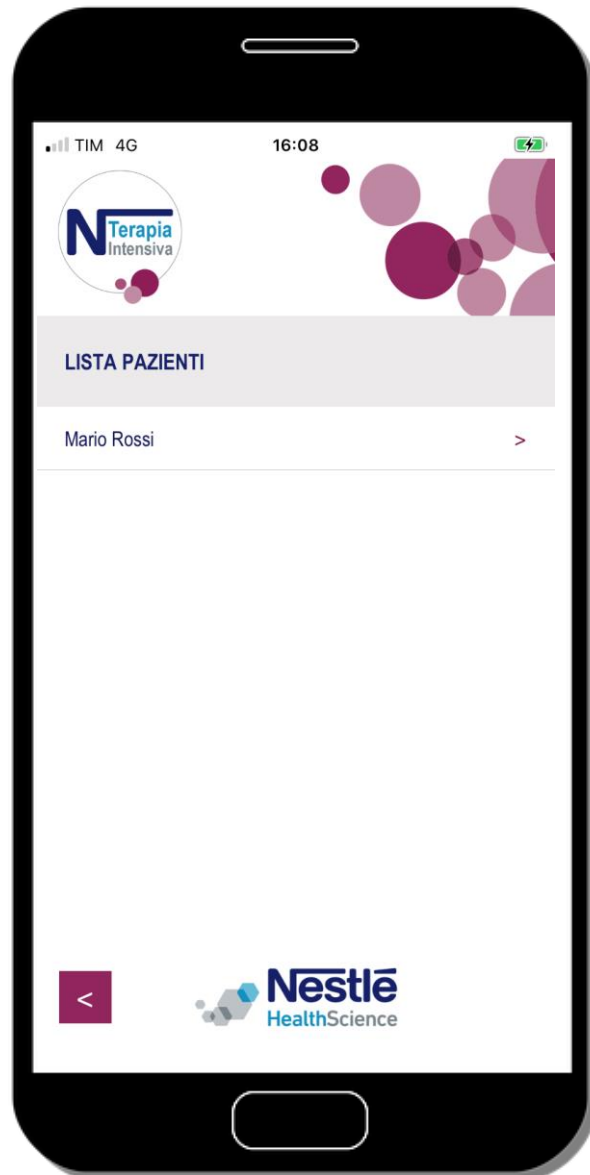 TIM 4G 16:08
N Terapia
Intensiva
LISTA PAZIENTI
Mario Rossi >
<
Nestlé
HealthScience